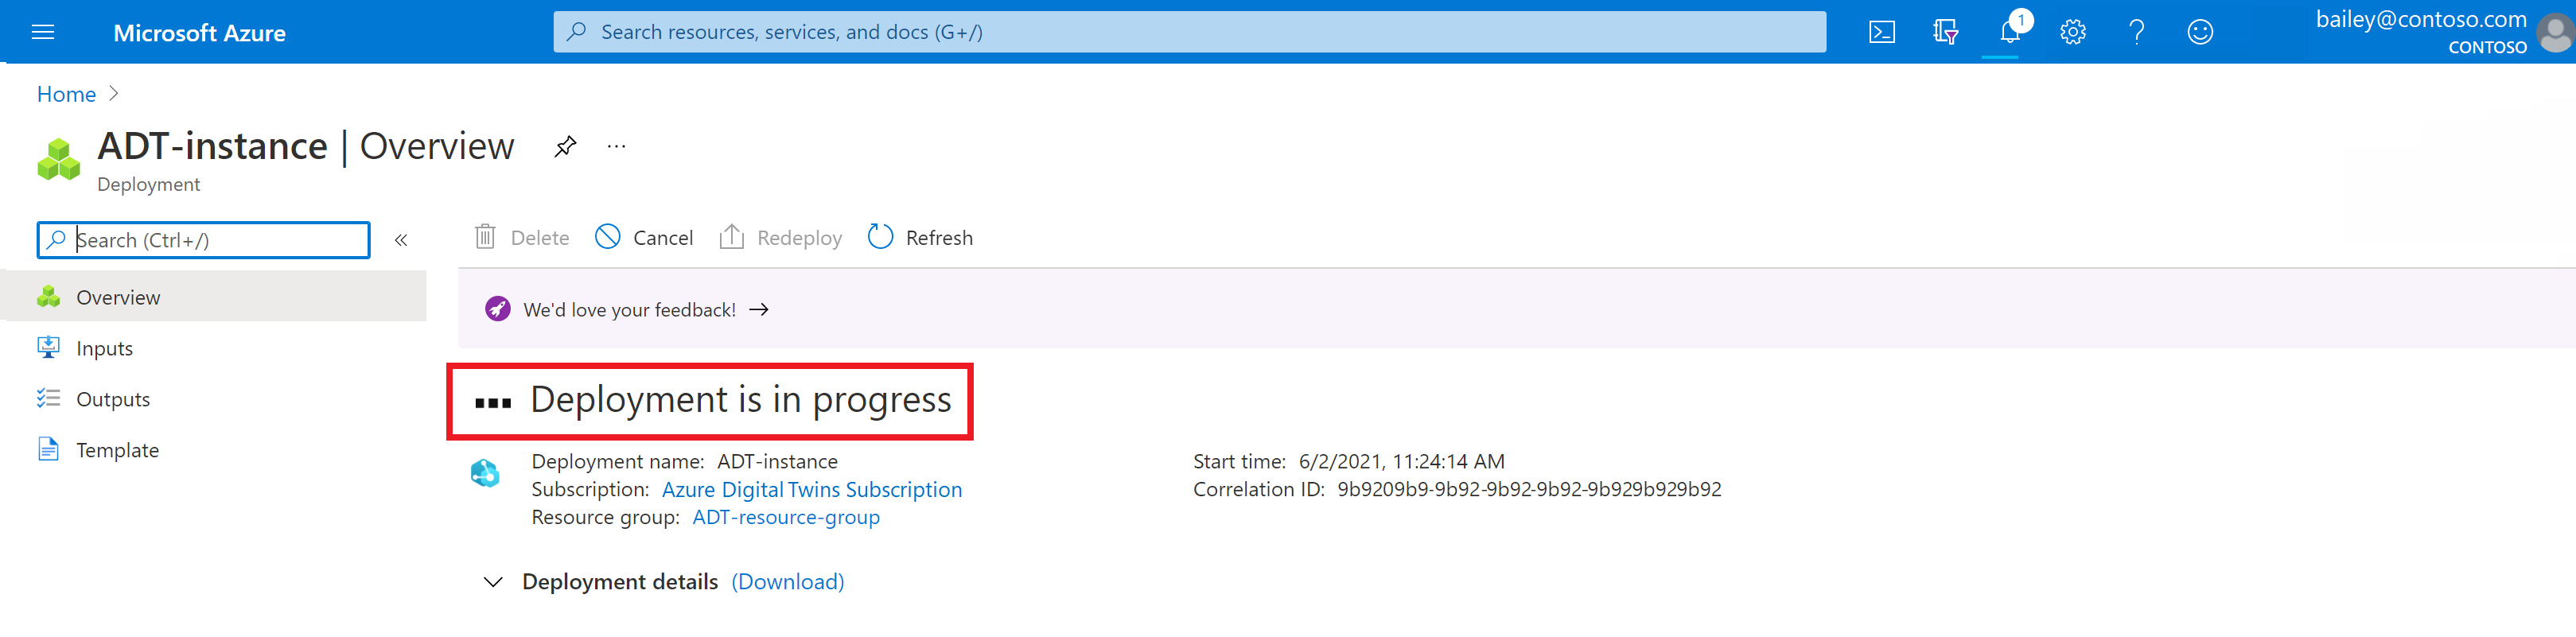 Microsoft Azure
Search resources, services, and docs (G+/)
1
bailey@contoso.com
CONTOSO
Home
ADT-instance | Overview
Deployment
Search (Ctrl+/)
Delete
Cancel
Redeploy
Refresh
Overview
Inputs
Outputs
Template
We'd love your feedback! →
Deployment is in progress
Deployment name: ADT-instance
Subscription: Azure Digital Twins Subscription
Resource group: ADT-resource-group
Start time: 6/2/2021, 11:24:14 AM
Correlation ID: 9b9209b9-9b92-9b92-9b92-9b929b929b92
Deployment details (Download)